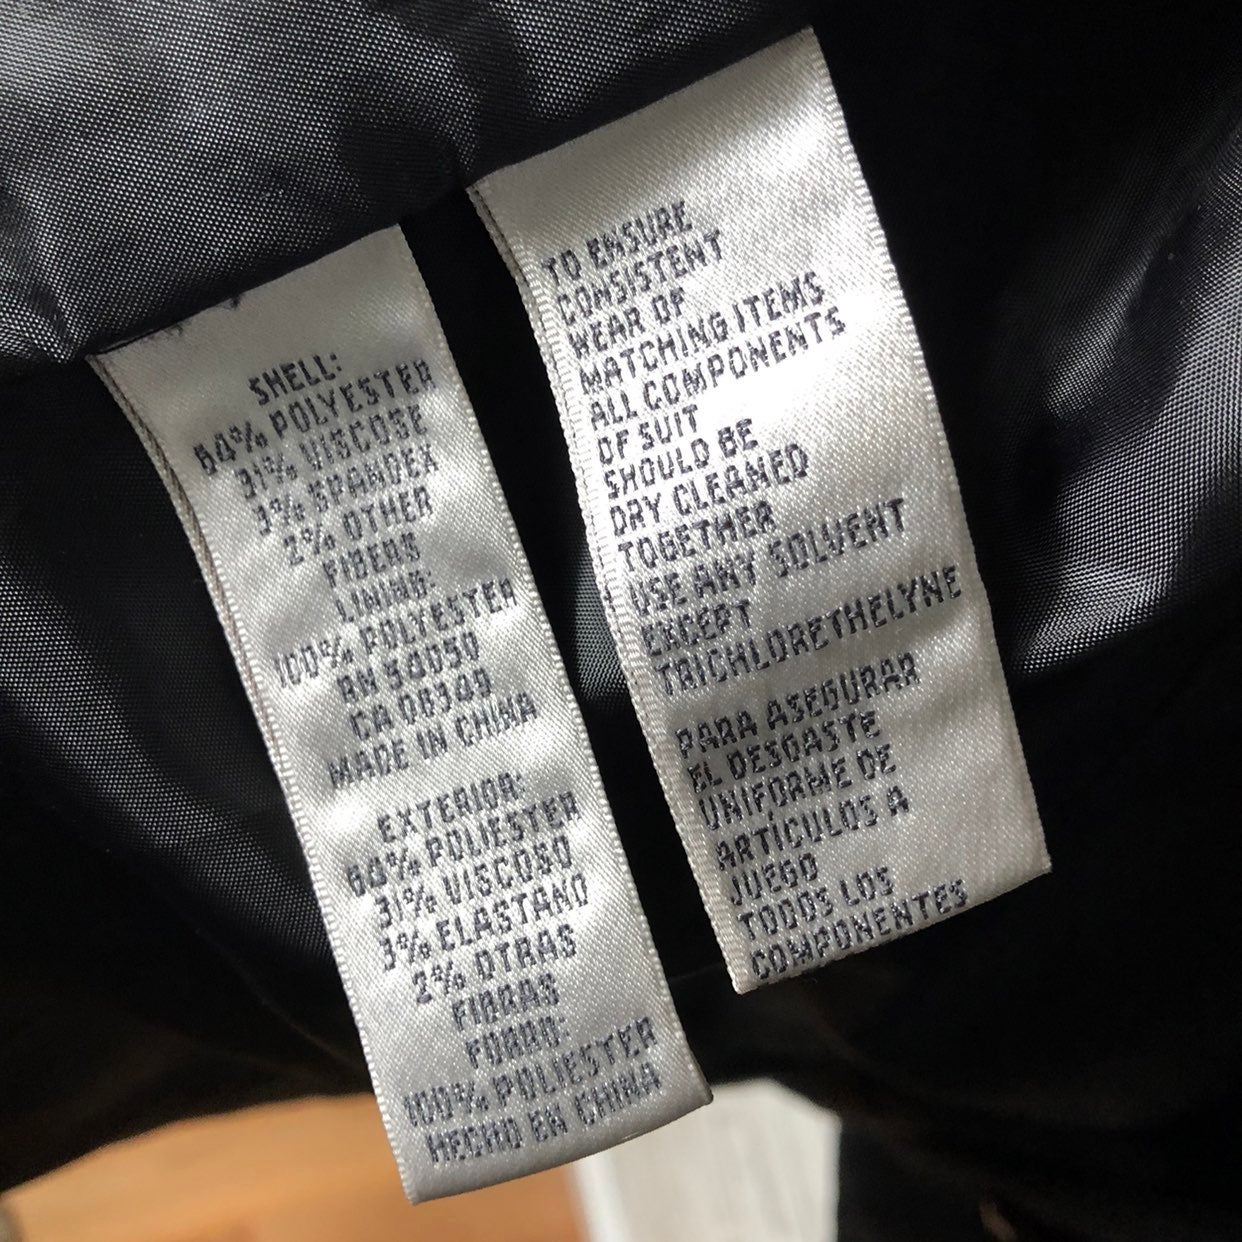 SHELL:
64% POLYESTER
31% VISCOSE
3% SPANDEX
2% OTHER
FIBERS
LINING:
100% POLYESTER
RN 54050
CA 06349
MADE IN CHINA
EXTERIOR:
64% POLIESTER
31% VISCOSO
3% ELASTANO
2% OTRAS
FIBRAS
FORRO:
100% POLIESTER
HECHO EN CHINA
TO ENSURE
CONSISTENT
WEAR OF
MATCHING ITEMS
ALL COMPONENTS
OF SUIT
SHOULD BE
DRY CLEANED
TOGETHER
USE ANY SOLVENT
EXCEPT
TRICHLORETHELYNE
PARA ASEGURAR
EL DESGASTE
UNIFORME DE
ARTÍCULOS A
JUEGO
TODOS LOS
COMPONENTES